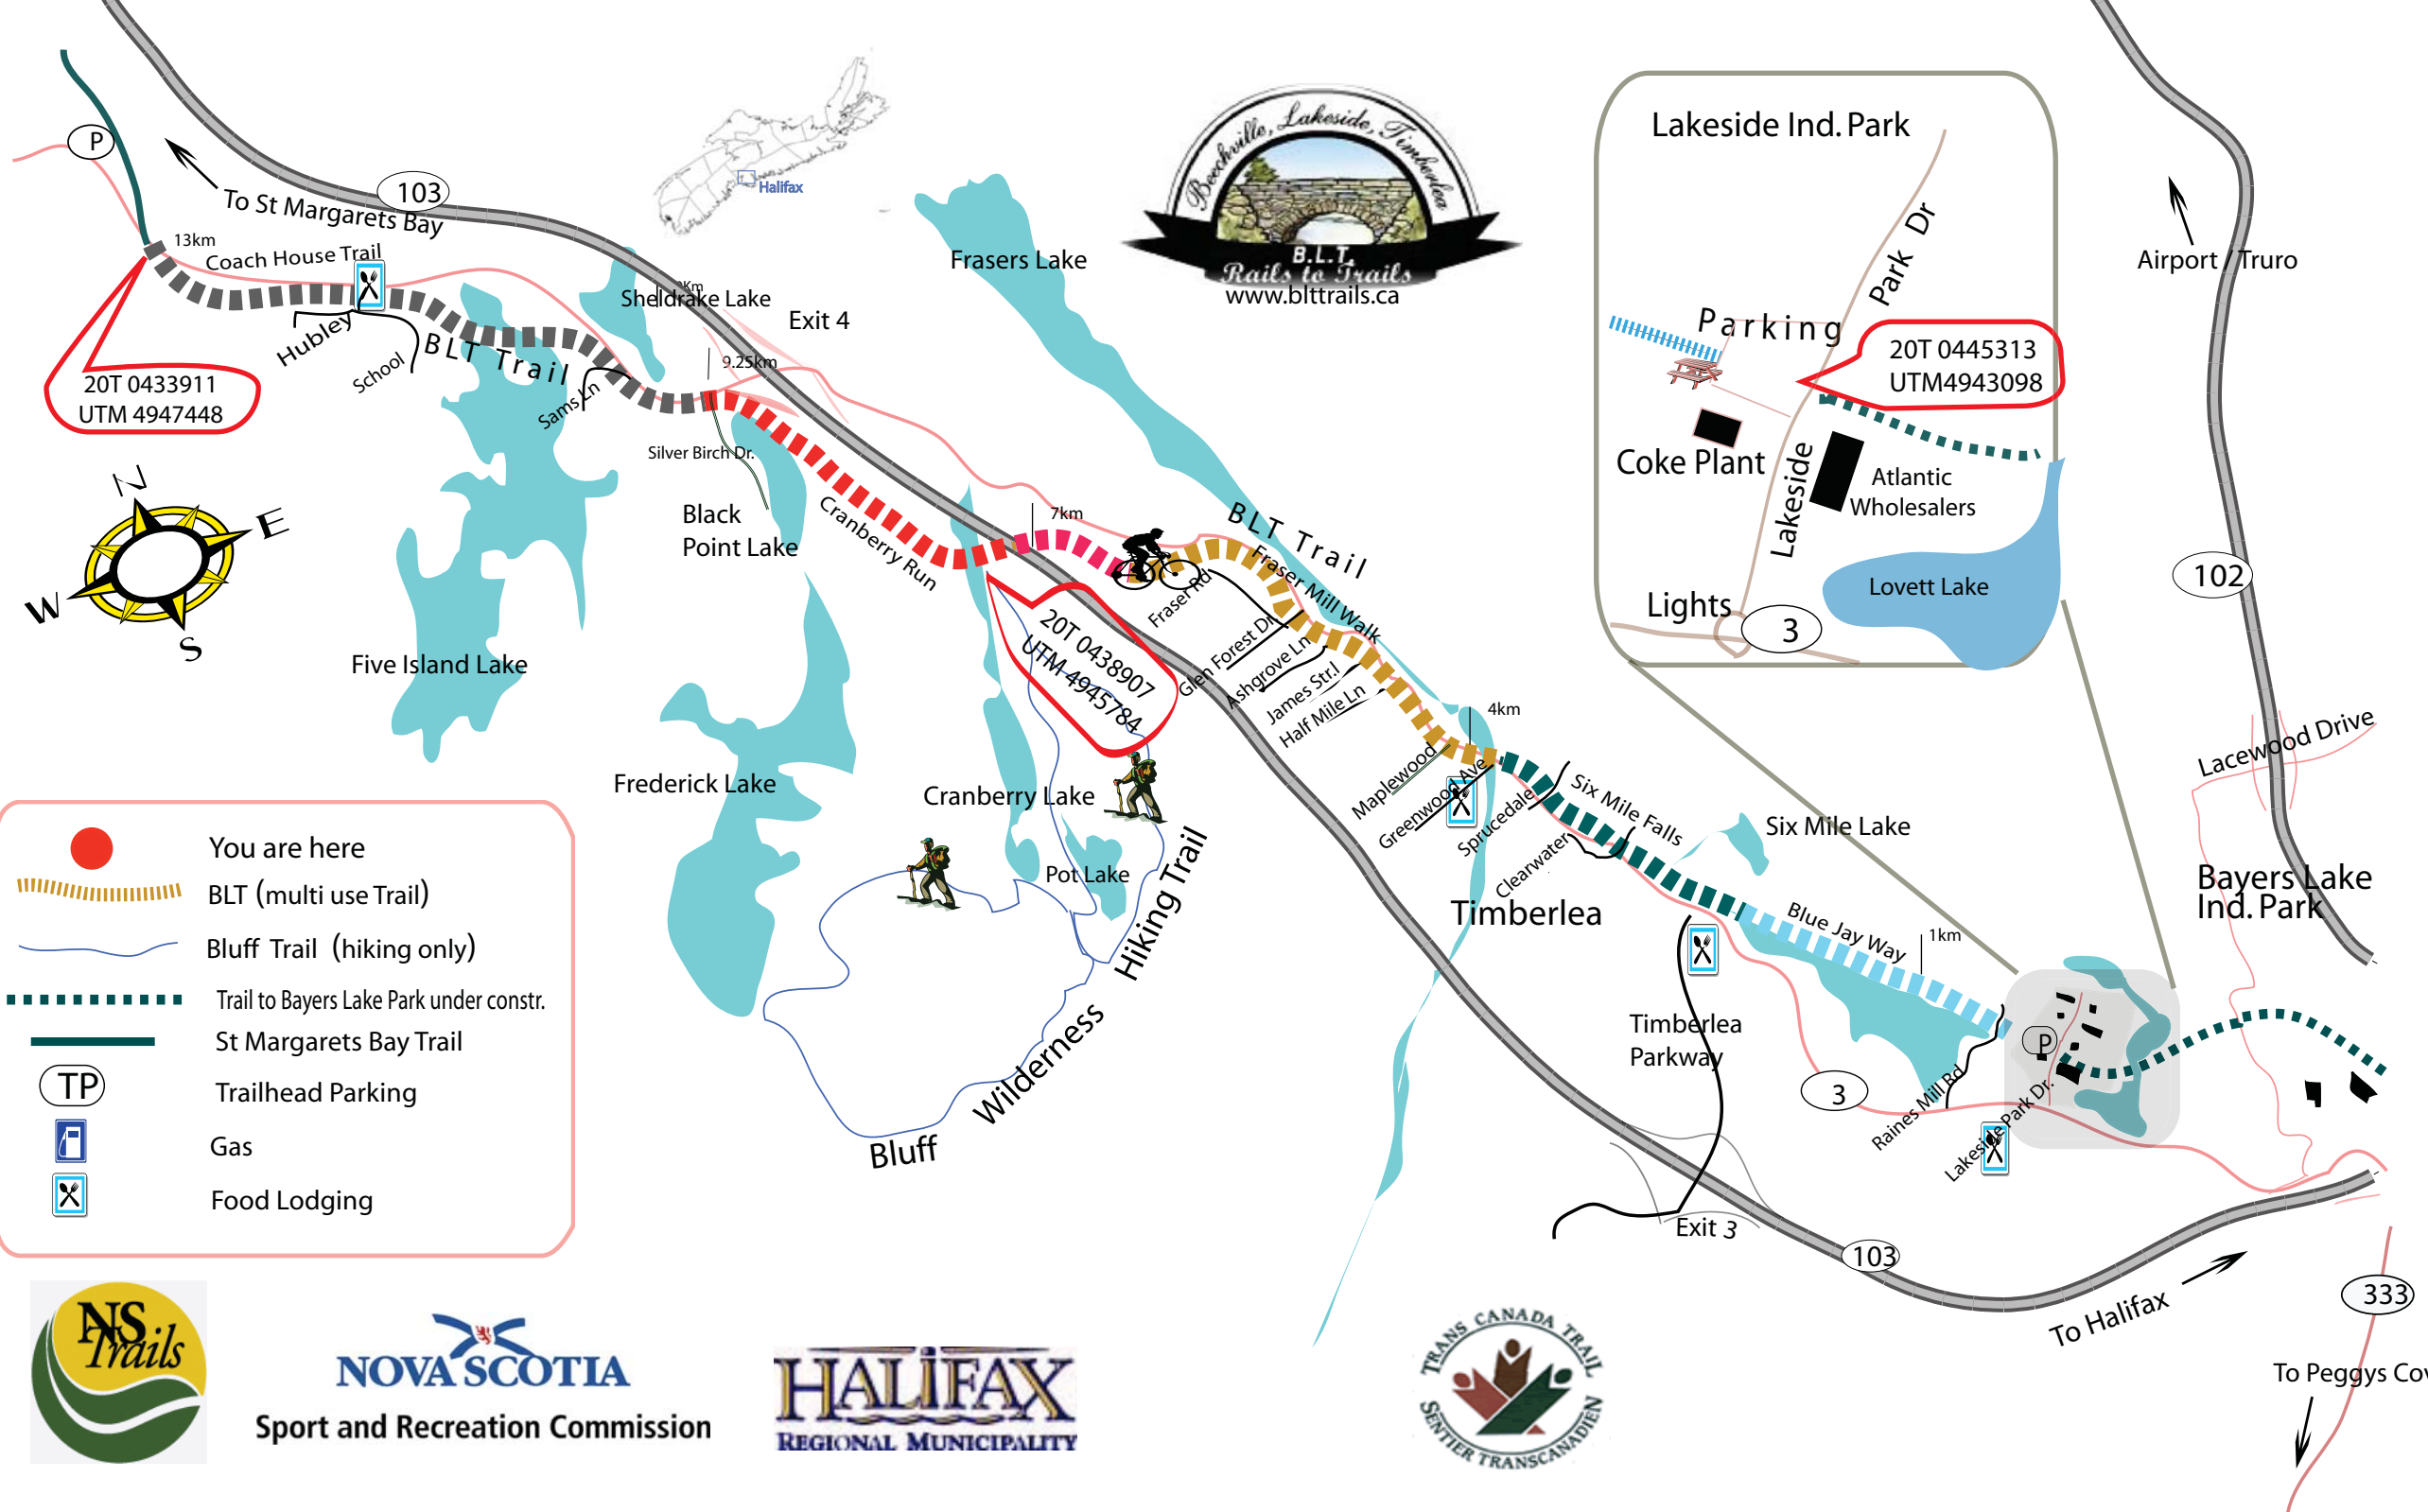 P
To St Margarets Bay
103
13km
Coach House Trail
Hubley
School
BLT Trail
Sams Ln
20T 0433911
UTM 4947448
N
E
W
S
Halifax
Sheldrake Lake
Exit 4
9.25km
Silver Birch Dr.
Black
Point Lake
Cranberry Run
Five Island Lake
Frasers Lake
Beechville, Lakeside, Timberlea
B.L.T.
Rails to Trails
www.blttrails.ca
7km
BLT Trail
Fraser Mill Walk
Fraser Rd
Glen Forest Dr
Ashgrove Ln
James Str.l
Half Mile Ln
20T 0438907
UTM 4945784
4km
Maplewood
Greenwood Ave
Sprucedale
Clearwater
Six Mile Falls
Six Mile Lake
Timberlea
Blue Jay Way
1km
Timberlea
Parkway
3
Raines Mill Rd
Lakeside Park Dr.
P
Exit 3
103
To Halifax
333
Frederick Lake
Cranberry Lake
Pot Lake
Bluff
Wilderness
Hiking Trail
Lakeside Ind. Park
Park Dr
Parking
20T 0445313
UTM4943098
Coke Plant
Lakeside
Atlantic
Wholesalers
Lovett Lake
Lights
3
Airport / Truro
102
Lacewood Drive
Bayers Lake
Ind. Park
To Peggys Cov
You are here
BLT (multi use Trail)
Bluff Trail (hiking only)
Trail to Bayers Lake Park under constr.
St Margarets Bay Trail
TP
Trailhead Parking
Gas
Food Lodging
NS
Trails
NOVA SCOTIA
Sport and Recreation Commission
HALIFAX
REGIONAL MUNICIPALITY
TRANS CANADA TRAIL
SENTIER TRANSCANADIEN